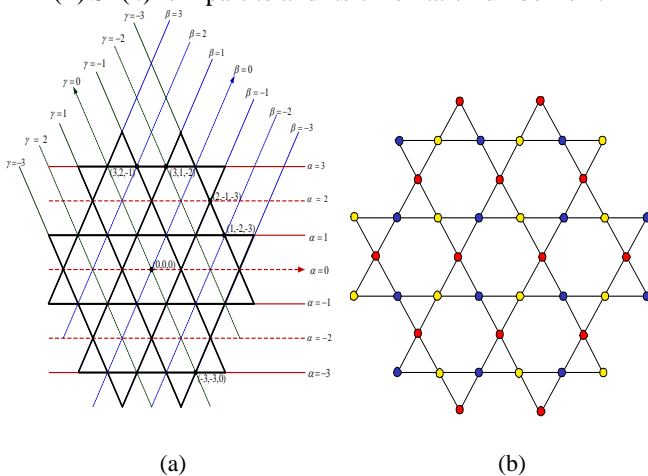 γ = -3
β = 3
γ = -2
β = 2
γ = -1
β = 1
γ = 0
β = 0
β = -1
γ = 1
β = -2
γ = 2
β = -3
γ = -3
α = 3
(3,2,-1)
(3,1,-2)
(2,-1,-3)
α = 2
(1,-2,-3)
α = 1
(0,0,0)
α = 0
α = -1
α = -2
(-3,-3,0)
α = -3
(a)
(b)